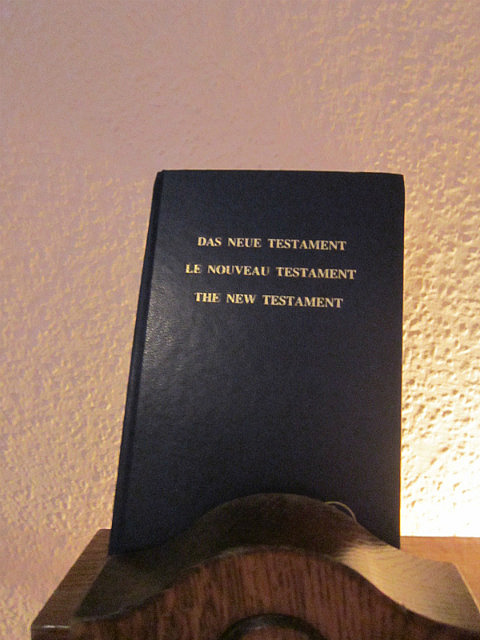 DAS NEUE TESTAMENT
LE NOUVEAU TESTAMENT
THE NEW TESTAMENT